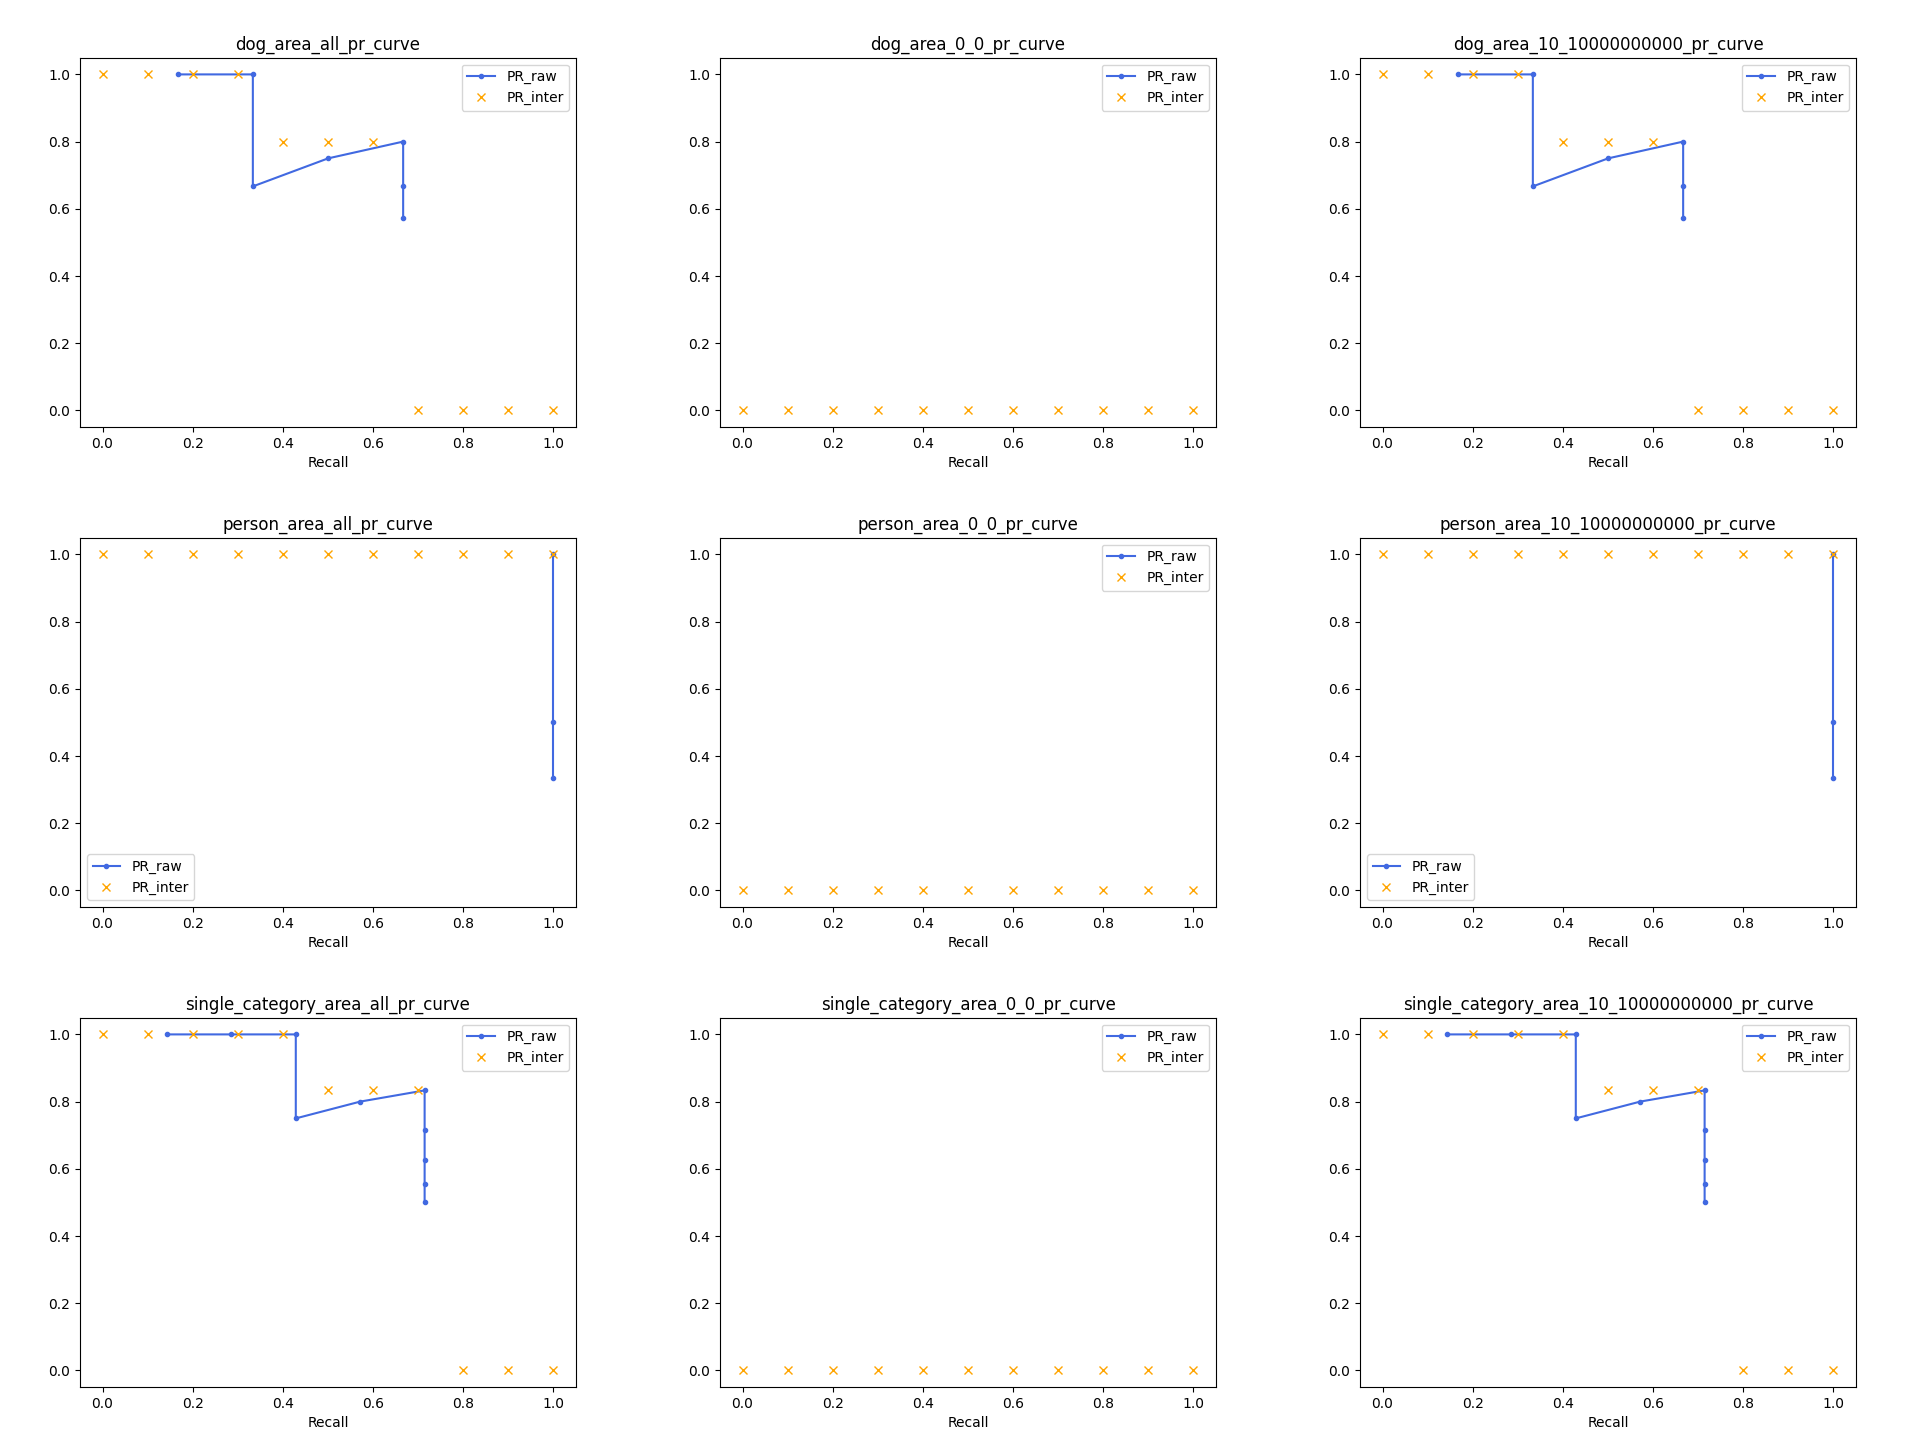 dog_area_all_pr_curve
1.0
0.8
0.6
0.4
0.2
0.0
PR_raw
PR_inter
0.0 0.2 0.4 0.6 0.8 1.0
Recall
dog_area_0_0_pr_curve
1.0
0.8
0.6
0.4
0.2
0.0
PR_raw
PR_inter
0.0 0.2 0.4 0.6 0.8 1.0
Recall
dog_area_10_10000000000_pr_curve
1.0
0.8
0.6
0.4
0.2
0.0
PR_raw
PR_inter
0.0 0.2 0.4 0.6 0.8 1.0
Recall
person_area_all_pr_curve
1.0
0.8
0.6
0.4
0.2
0.0
PR_raw
PR_inter
0.0 0.2 0.4 0.6 0.8 1.0
Recall
person_area_0_0_pr_curve
1.0
0.8
0.6
0.4
0.2
0.0
PR_raw
PR_inter
0.0 0.2 0.4 0.6 0.8 1.0
Recall
person_area_10_10000000000_pr_curve
1.0
0.8
0.6
0.4
0.2
0.0
PR_raw
PR_inter
0.0 0.2 0.4 0.6 0.8 1.0
Recall
single_category_area_all_pr_curve
1.0
0.8
0.6
0.4
0.2
0.0
PR_raw
PR_inter
0.0 0.2 0.4 0.6 0.8 1.0
Recall
single_category_area_0_0_pr_curve
1.0
0.8
0.6
0.4
0.2
0.0
PR_raw
PR_inter
0.0 0.2 0.4 0.6 0.8 1.0
Recall
single_category_area_10_10000000000_pr_curve
1.0
0.8
0.6
0.4
0.2
0.0
PR_raw
PR_inter
0.0 0.2 0.4 0.6 0.8 1.0
Recall